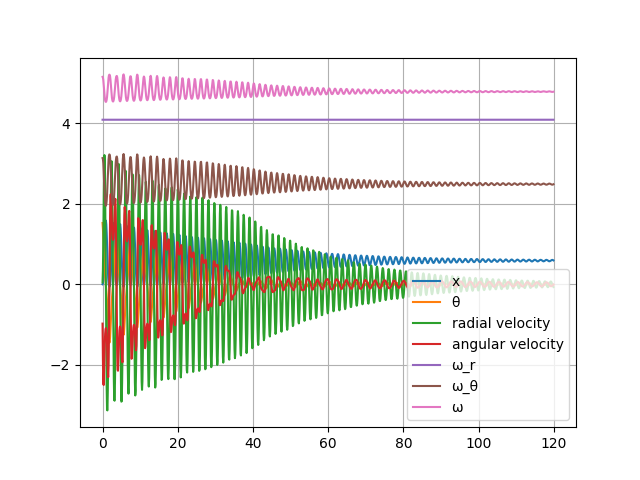 4
2
0
−2
0
20
40
60
80
100
120
x
θ
radial velocity
angular velocity
ω_r
ω_θ
ω